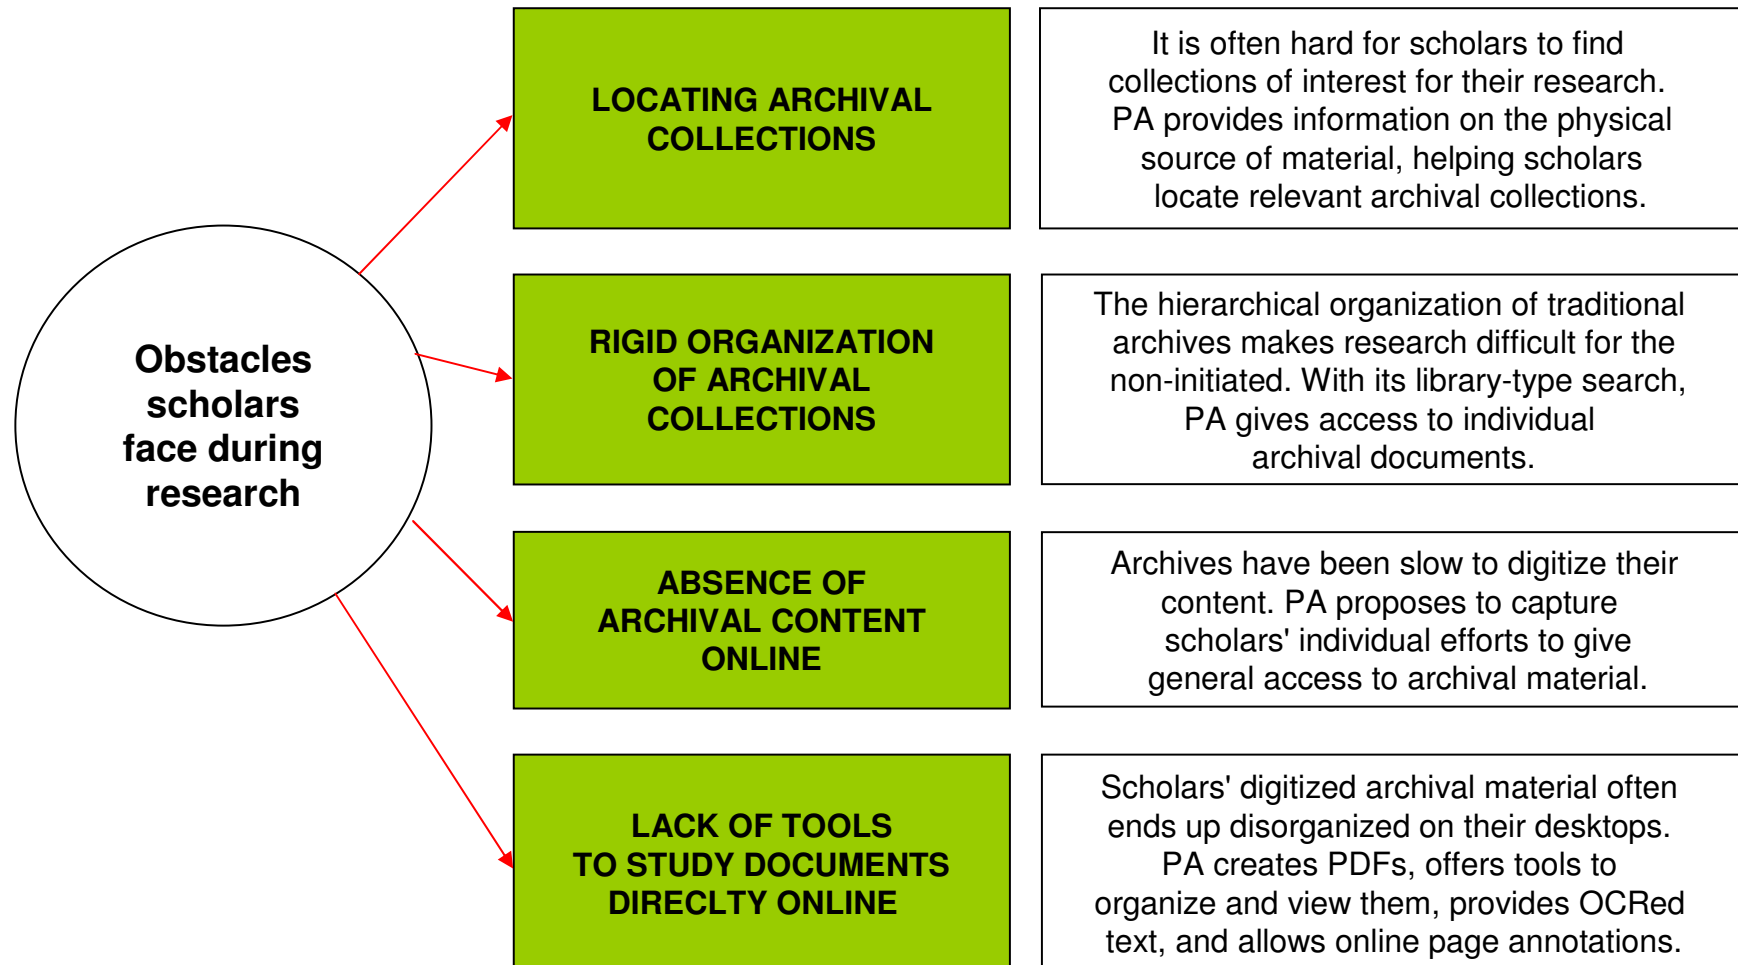 Obstacles
scholars
face during
research
LOCATING ARCHIVAL
COLLECTIONS
It is often hard for scholars to find
collections of interest for their research.
PA provides information on the physical
source of material, helping scholars
locate relevant archival collections.
RIGID ORGANIZATION
OF ARCHIVAL
COLLECTIONS
The hierarchical organization of traditional
archives makes research difficult for the
non-initiated. With its library-type search,
PA gives access to individual
archival documents.
ABSENCE OF
ARCHIVAL CONTENT
ONLINE
Archives have been slow to digitize their
content. PA proposes to capture
scholars' individual efforts to give
general access to archival material.
LACK OF TOOLS
TO STUDY DOCUMENTS
DIRECLTY ONLINE
Scholars' digitized archival material often
ends up disorganized on their desktops.
PA creates PDFs, offers tools to
organize and view them, provides OCRed
text, and allows online page annotations.